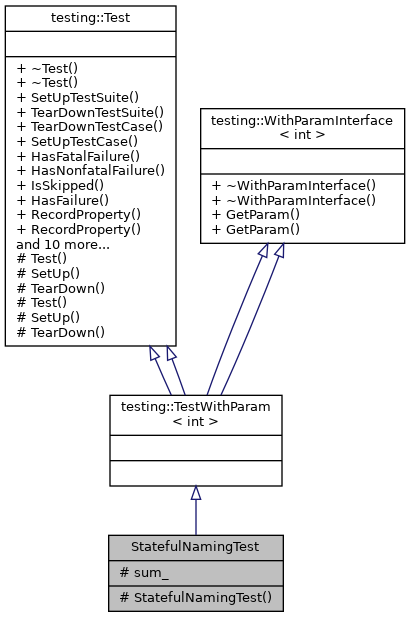 testing::Test
+ ~Test()
+ ~Test()
+ SetUpTestSuite()
+ TearDownTestSuite()
+ TearDownTestCase()
+ SetUpTestCase()
+ HasFatalFailure()
+ HasNonfatalFailure()
+ IsSkipped()
+ HasFailure()
+ RecordProperty()
+ RecordProperty()
and 10 more...
# Test()
# SetUp()
# TearDown()
# Test()
# SetUp()
# TearDown()
testing::WithParamInterface
< int >
+ ~WithParamInterface()
+ ~WithParamInterface()
+ GetParam()
+ GetParam()
testing::TestWithParam
< int >
StatefulNamingTest
# sum_
# StatefulNamingTest()